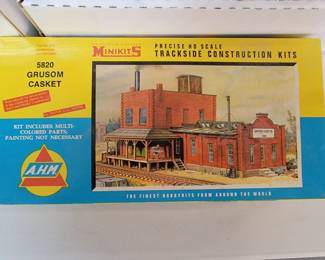 5820
GRUSOM
CASKET
KIT INCLUDES MULTI-
COLORED PARTS;
PAINTING NOT NECESSARY
A.H.M.
MINIKITS
PRECISE HO SCALE
TRACKSIDE CONSTRUCTION KITS
THE FINEST HOBBYKITS FROM AROUND THE WORLD